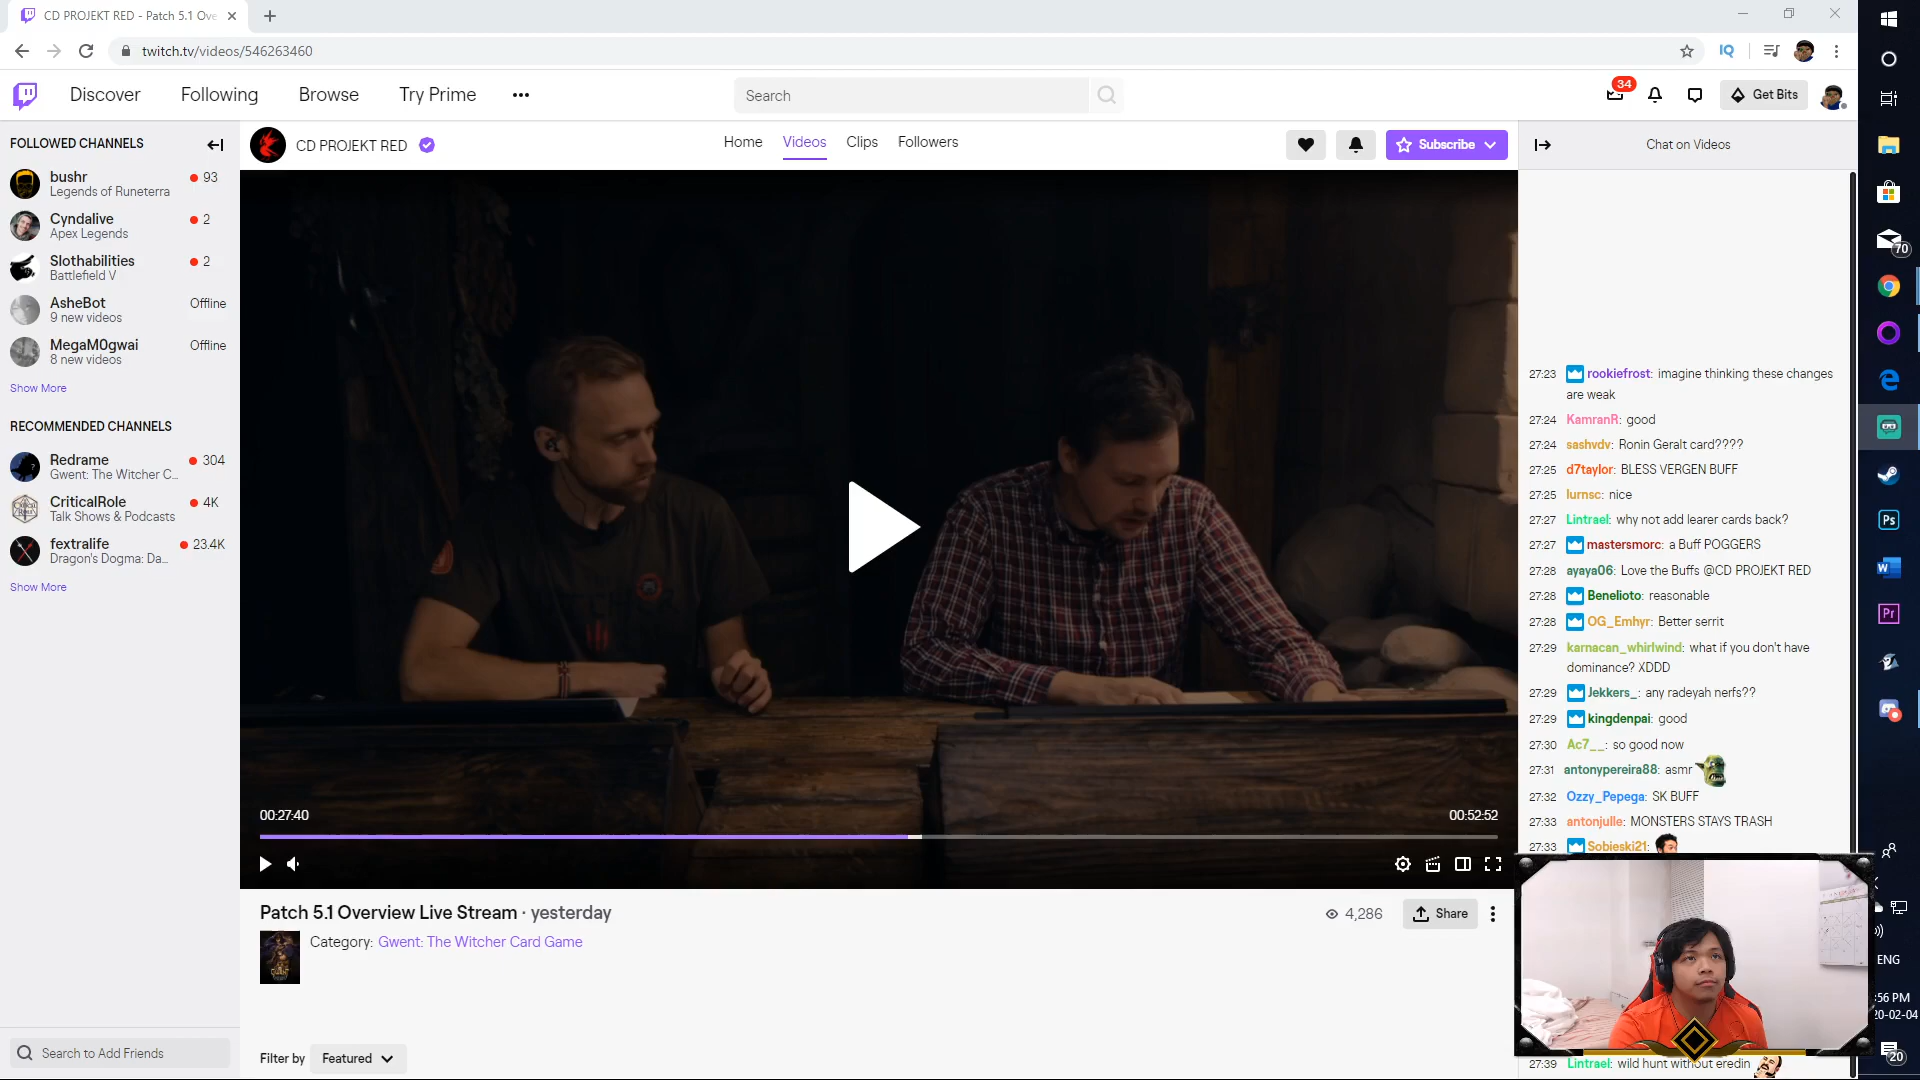 CD PROJEKT RED - Patch 5.1 Ove
twitch.tv/videos/546263460
IQ
Discover
Following
Browse
Try Prime
Search
34
Get Bits
FOLLOWED CHANNELS
bushr
93
Legends of Runeterra
Cyndalive
2
Apex Legends
Slothabilities
2
Battlefield V
AsheBot
Offline
9 new videos
MegaM0gwai
Offline
8 new videos
Show More
RECOMMENDED CHANNELS
Redrame
304
Gwent: The Witcher C...
CriticalRole
4K
Talk Shows & Podcasts
fextralife
23.4K
Dragon's Dogma: Da...
Show More
Search to Add Friends
CD PROJEKT RED
Home
Videos
Clips
Followers
Subscribe
00:27:40
00:52:52
Patch 5.1 Overview Live Stream · yesterday
4,286
Share
Category: Gwent: The Witcher Card Game
Filter by
Featured
Chat on Videos
27:23 rookiefrost: imagine thinking these changes
are weak
27:24 KamranR: good
27:24 sashvdv: Ronin Geralt card????
27:25 d7taylor: BLESS VERGEN BUFF
27:25 lurnsc: nice
27:27 Lintrael: why not add learer cards back?
27:27 mastersmorc: a Buff POGGERS
27:28 ayaya06: Love the Buffs @CD PROJEKT RED
27:28 Benelioto: reasonable
27:28 OG_Emhyr: Better serrit
27:29 karnacan_whirlwind: what if you don't have
dominance? XDDD
27:29 Jekkers_: any radeyah nerfs??
27:29 kingdenpai: good
27:30 Ac7__: so good now
27:31 antonypereira88: asmr
27:32 Ozzy_Pepega: SK BUFF
27:33 antonjulle: MONSTERS STAYS TRASH
27:33 Sobieski21:
27:39 Lintrael: wild hunt without eredin
70
Ps
W
Pr
ENG
:56 PM
20-02-04
20